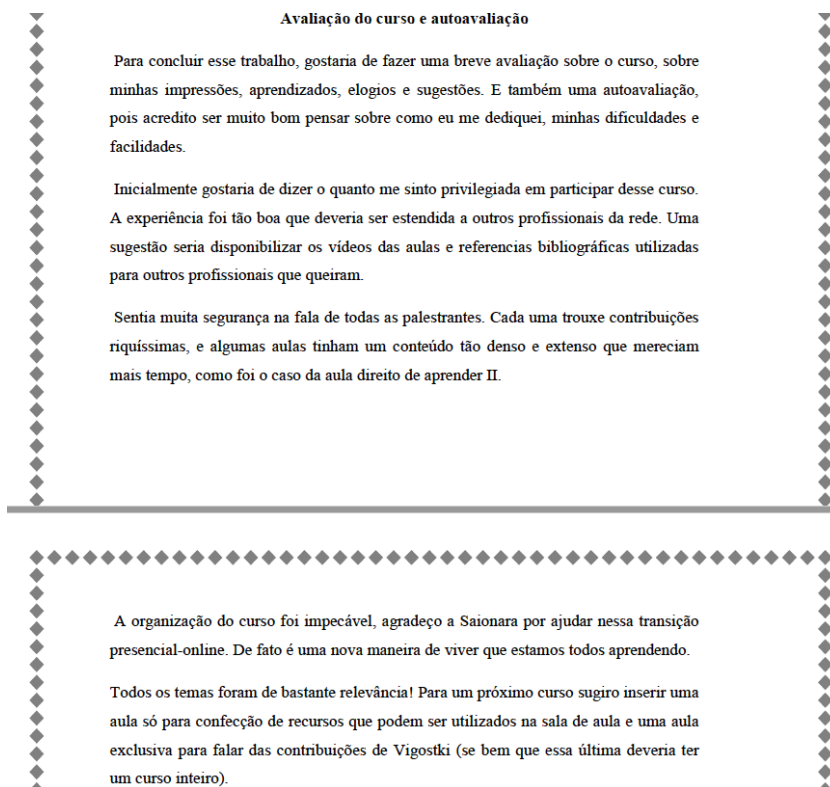 Avaliação do curso e autoavaliação
Para concluir esse trabalho, gostaria de fazer uma breve avaliação sobre o curso, sobre
minhas impressões, aprendizados, elogios e sugestões. E também uma autoavaliação,
pois acredito ser muito bom pensar sobre como eu me dediquei, minhas dificuldades e
facilidades.
Inicialmente gostaria de dizer o quanto me sinto privilegiada em participar desse curso.
A experiência foi tão boa que deveria ser estendida a outros profissionais da rede. Uma
sugestão seria disponibilizar os vídeos das aulas e referencias bibliográficas utilizadas
para outros profissionais que queiram.
Sentia muita segurança na fala de todas as palestrantes. Cada uma trouxe contribuições
riquíssimas, e algumas aulas tinham um conteúdo tão denso e extenso que mereciam
mais tempo, como foi o caso da aula direito de aprender II.
A organização do curso foi impecável, agradeço a Saionara por ajudar nessa transição
presencial-online. De fato é uma nova maneira de viver que estamos todos aprendendo.
Todos os temas foram de bastante relevância! Para um próximo curso sugiro inserir uma
aula só para confecção de recursos que podem ser utilizados na sala de aula e uma aula
exclusiva para falar das contribuições de Vigostki (se bem que essa última deveria ter
um curso inteiro).